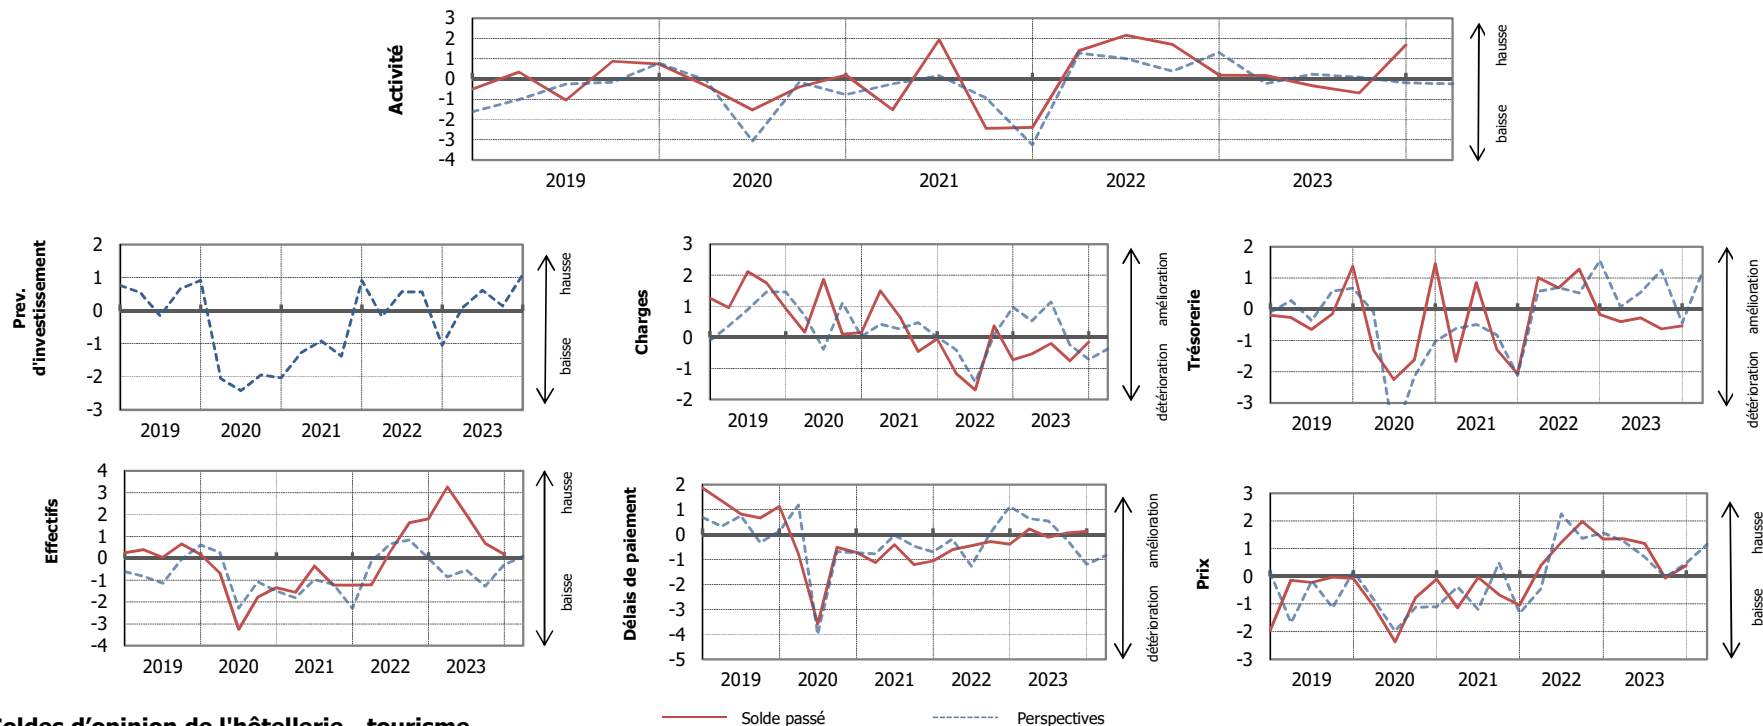 Activité
3
2
1
0
-1
-2
-3
-4
2019 2020 2021 2022 2023
hausse
baisse
Prev.
d'investissement
2
1
0
-1
-2
-3
2019 2020 2021 2022 2023
hausse
baisse
Charges
3
2
1
0
-1
-2
2019 2020 2021 2022 2023
amélioration
détérioration
Trésorerie
2
1
0
-1
-2
-3
2019 2020 2021 2022 2023
amélioration
détérioration
Effectifs
4
3
2
1
0
-1
-2
-3
-4
2019 2020 2021 2022 2023
hausse
baisse
Délais de paiement
2
1
0
-1
-2
-3
-4
-5
2019 2020 2021 2022 2023
amélioration
détérioration
Prix
3
2
1
0
-1
-2
-3
2019 2020 2021 2022 2023
hausse
baisse
Soldes d’opinion de l'hôtellerie - tourisme
Solde passé Perspectives